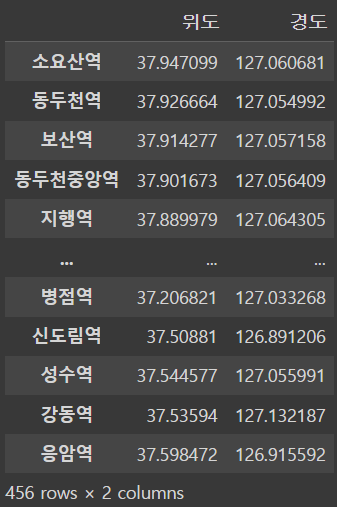 위도 경도
소요산역 37.947099 127.060681
동두천역 37.926664 127.054992
보산역 37.914277 127.057158
동두천중앙역 37.901673 127.056409
지행역 37.889979 127.064305
... ... ...
병점역 37.206821 127.033268
신도림역 37.50881 126.891206
성수역 37.544577 127.055991
강동역 37.53594 127.132187
응암역 37.598472 126.915592
456 rows × 2 columns